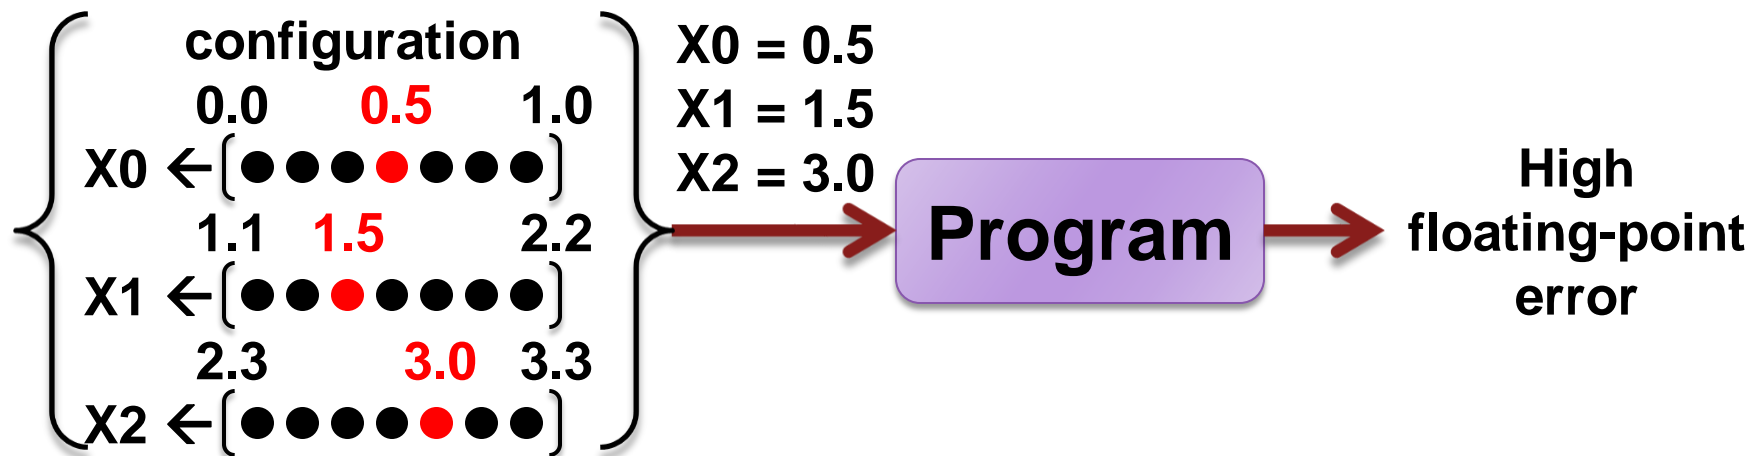 configuration
0.0 0.5 1.0
X0 ←
1.1 1.5 2.2
X1 ←
2.3 3.0 3.3
X2 ←
X0 = 0.5
X1 = 1.5
X2 = 3.0
Program
High
floating-point
error